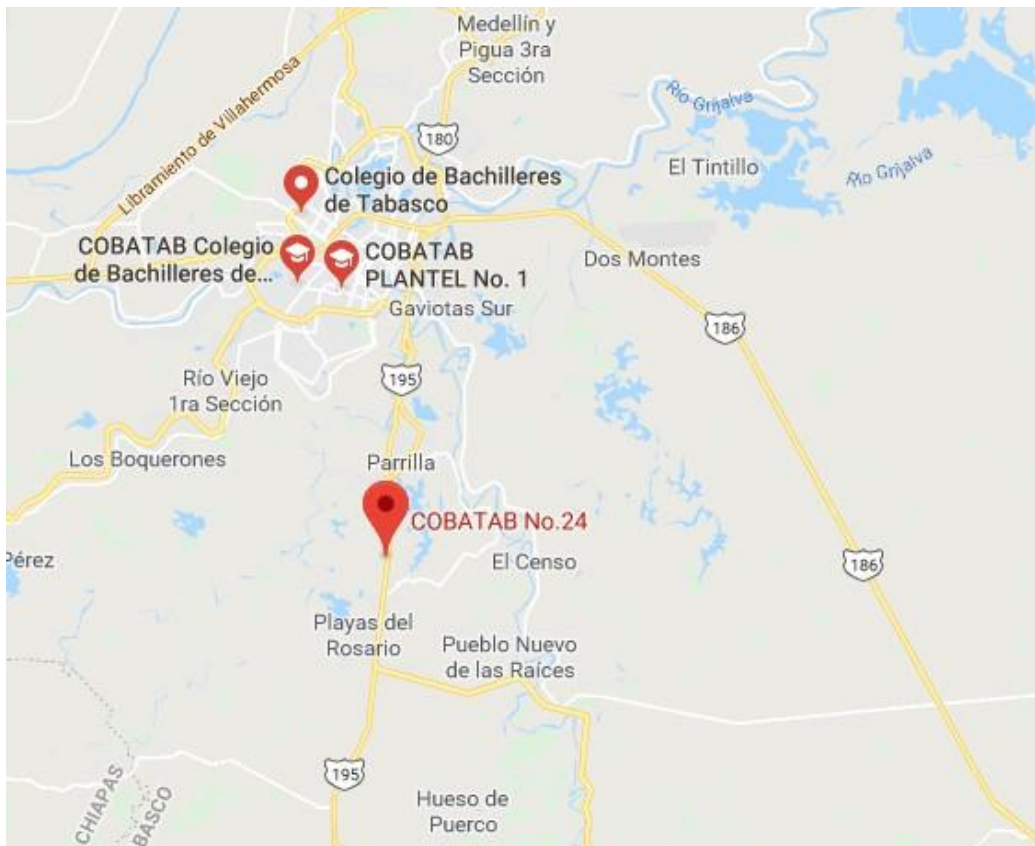 Medellín y
Pigua 3ra
Sección
Libramiento de Villahermosa
Río Grijalva
180
El Tintillo
Río Grijalva
Colegio de Bachilleres
de Tabasco
COBATAB Colegio
de Bachilleres de...
COBATAB
PLANTEL No. 1
Dos Montes
Gaviotas Sur
186
195
Río Viejo
1ra Sección
Los Boquerones
Parrilla
COBATAB No.24
Pérez
El Censo
186
Playas del
Rosario
Pueblo Nuevo
de las Raíces
195
Hueso de
Puerco
CHIAPAS
BASCO